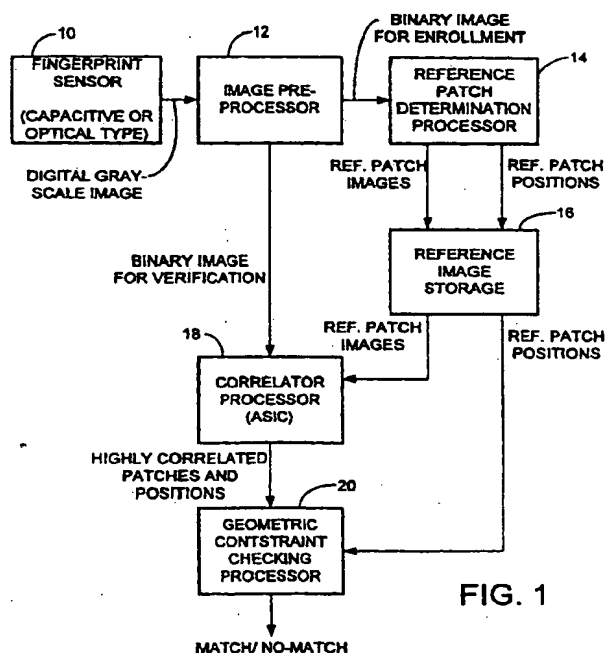 10
FINGERPRINT
SENSOR
(CAPACITIVE OR
OPTICAL TYPE)
DIGITAL GRAY-
SCALE IMAGE
12
IMAGE PRE-
PROCESSOR
BINARY IMAGE
FOR ENROLLMENT
14
REFERENCE
PATCH
DETERMINATION
PROCESSOR
REF. PATCH
IMAGES
REF. PATCH
POSITIONS
16
REFERENCE
IMAGE
STORAGE
BINARY IMAGE
FOR VERIFICATION
REF. PATCH
IMAGES
REF. PATCH
POSITIONS
18
CORRELATOR
PROCESSOR
(ASIC)
HIGHLY CORRELATED
PATCHES AND
POSITIONS
20
GEOMETRIC
CONTSTRAINT
CHECKING
PROCESSOR
FIG. 1
MATCH/ NO-MATCH